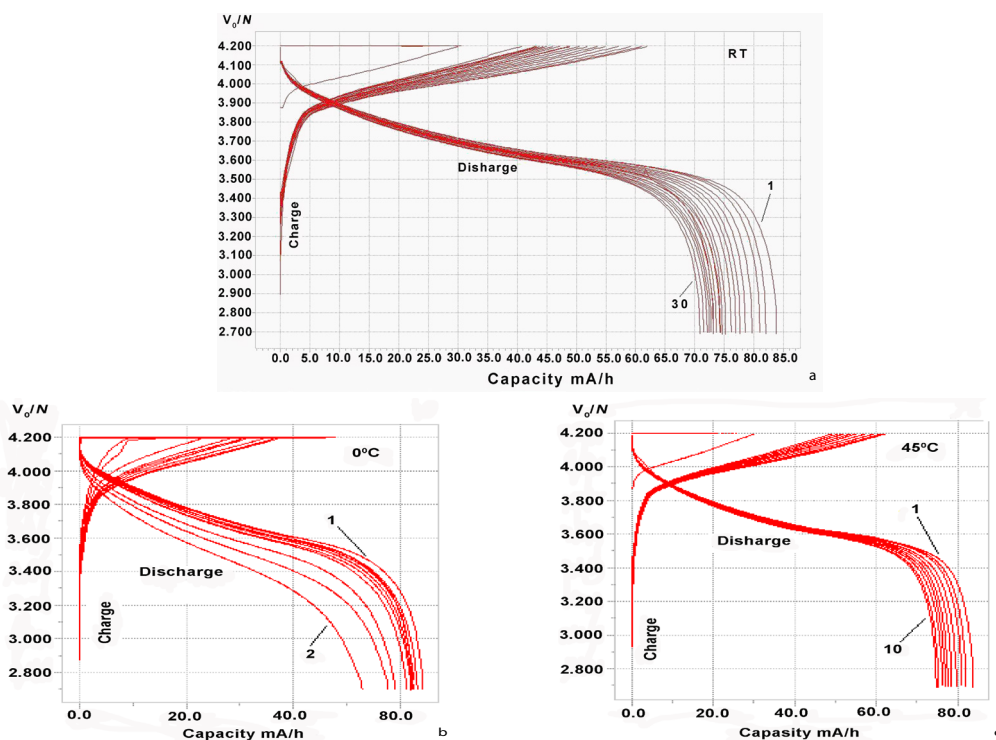 V₀/N
4.200
4.000
3.900
3.800
3.700
3.600
3.500
3.400
3.300
3.200
3.100
3.000
2.900
2.800
2.700
RT
Disharge
Charge
1
30
0.0 5.0 10.0 15.0 20.0 25.0 30.0 35.0 40.0 45.0 50.0 55.0 60.0 65.0 70.0 75.0 80.0 85.0
Capacity mA/h
a
V₀/N
4.200
4.000
3.800
3.600
3.400
3.200
3.000
2.800
0ºC
1
Discharge
Charge
2
0.0 20.0 40.0 60.0 80.0
Capacity mA/h
b
V₀/N
4.200
4.000
3.800
3.600
3.400
3.200
3.000
2.800
45ºC
1
Disharge
Charge
10
0.0 20.0 40.0 60.0 80.0
Capasity mA/h